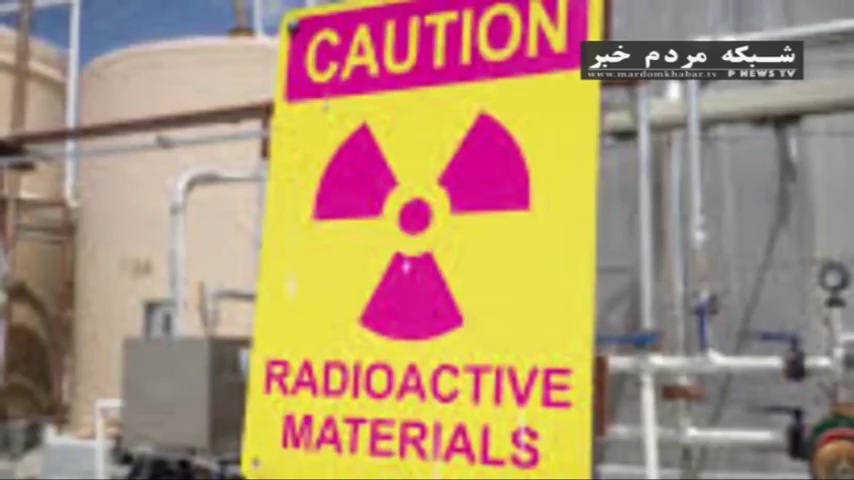 CAUTION
شبکه مردم خبر
www.mardomkhabar.tv P NEWS TV
RADIOACTIVE
MATERIALS